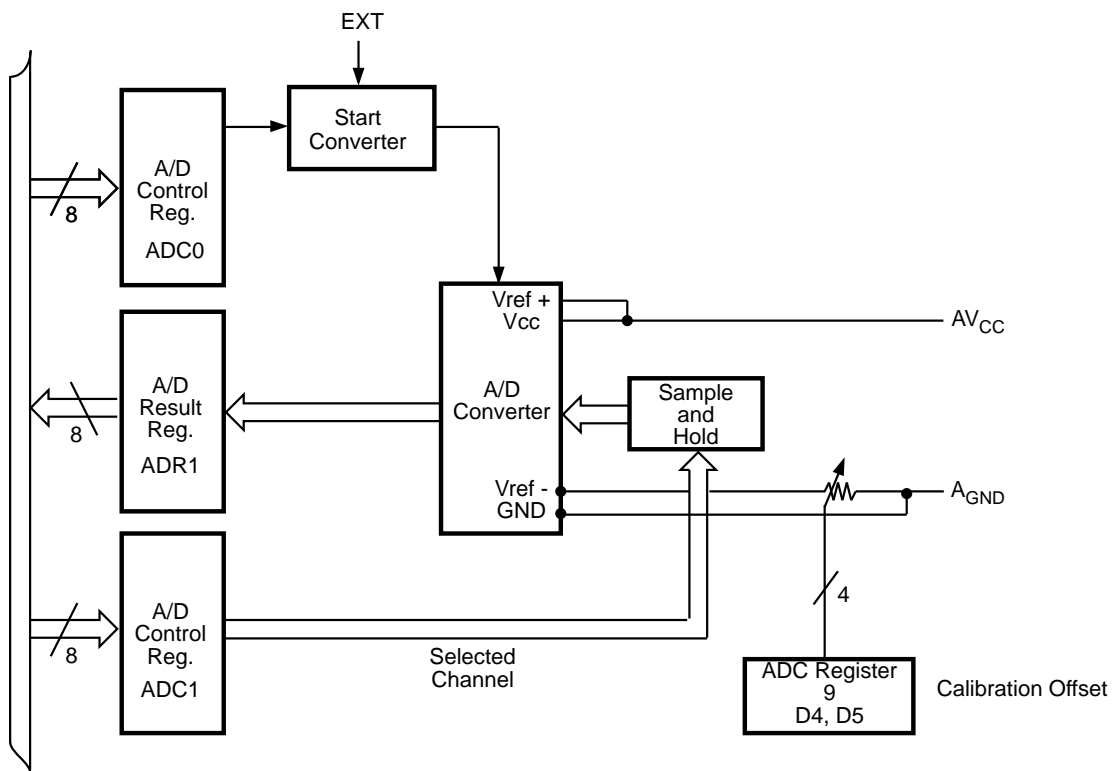 EXT
Start
Converter
A/D
Control
Reg.
ADC0
8
Vref +
Vcc
AVCC
A/D
Converter
Sample
and
Hold
A/D
Result
Reg.
ADR1
8
Vref -
GND
AGND
4
A/D
Control
Reg.
ADC1
8
Selected
Channel
ADC Register
9
D4, D5
Calibration Offset